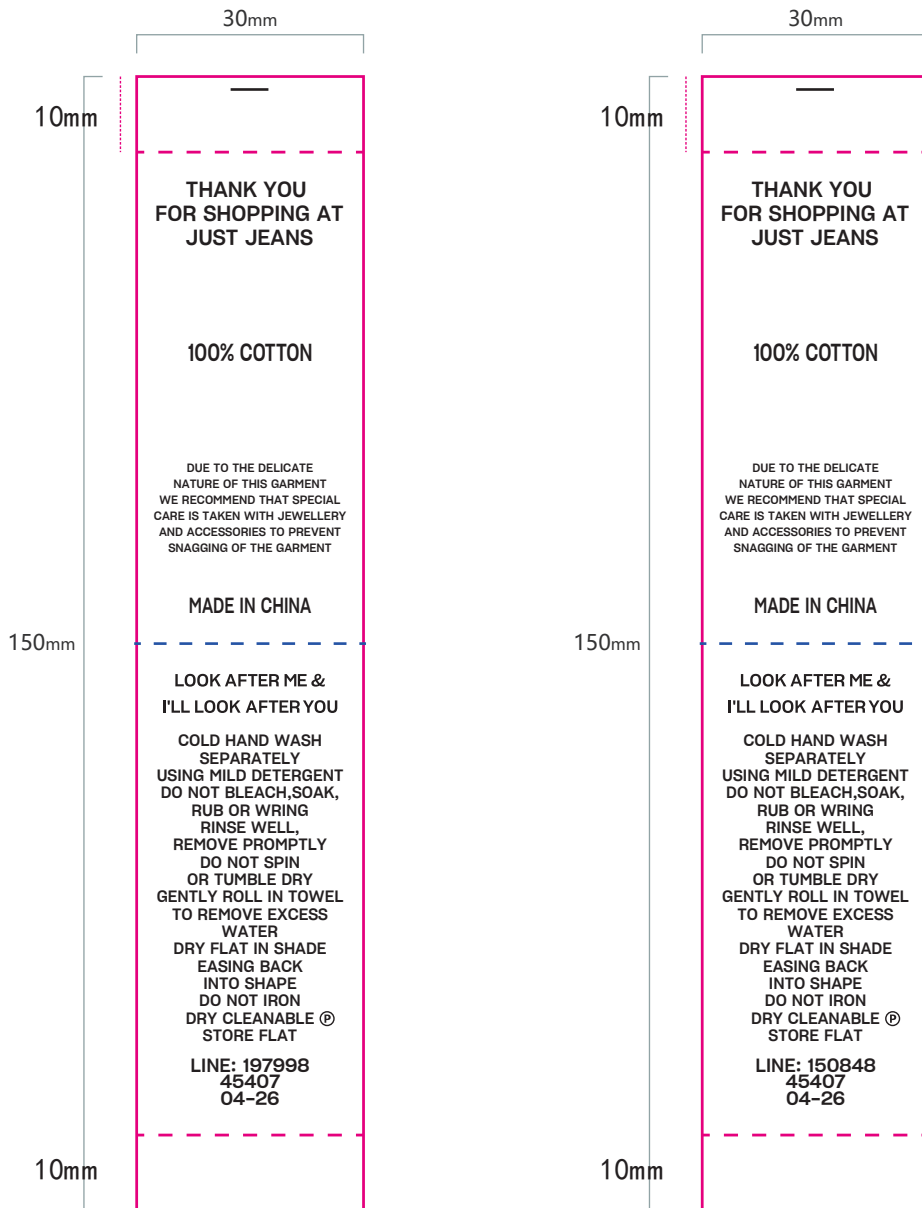 30mm
10mm
THANK YOU
FOR SHOPPING AT
JUST JEANS
100% COTTON
DUE TO THE DELICATE
NATURE OF THIS GARMENT
WE RECOMMEND THAT SPECIAL
CARE IS TAKEN WITH JEWELLERY
AND ACCESSORIES TO PREVENT
SNAGGING OF THE GARMENT
MADE IN CHINA
150mm
LOOK AFTER ME &
I'LL LOOK AFTER YOU
COLD HAND WASH
SEPARATELY
USING MILD DETERGENT
DO NOT BLEACH,SOAK,
RUB OR WRING
RINSE WELL,
REMOVE PROMPTLY
DO NOT SPIN
OR TUMBLE DRY
GENTLY ROLL IN TOWEL
TO REMOVE EXCESS
WATER
DRY FLAT IN SHADE
EASING BACK
INTO SHAPE
DO NOT IRON
DRY CLEANABLE Ⓟ
STORE FLAT
LINE: 197998
45407
04-26
10mm
30mm
10mm
THANK YOU
FOR SHOPPING AT
JUST JEANS
100% COTTON
DUE TO THE DELICATE
NATURE OF THIS GARMENT
WE RECOMMEND THAT SPECIAL
CARE IS TAKEN WITH JEWELLERY
AND ACCESSORIES TO PREVENT
SNAGGING OF THE GARMENT
MADE IN CHINA
150mm
LOOK AFTER ME &
I'LL LOOK AFTER YOU
COLD HAND WASH
SEPARATELY
USING MILD DETERGENT
DO NOT BLEACH,SOAK,
RUB OR WRING
RINSE WELL,
REMOVE PROMPTLY
DO NOT SPIN
OR TUMBLE DRY
GENTLY ROLL IN TOWEL
TO REMOVE EXCESS
WATER
DRY FLAT IN SHADE
EASING BACK
INTO SHAPE
DO NOT IRON
DRY CLEANABLE Ⓟ
STORE FLAT
LINE: 150848
45407
04-26
10mm